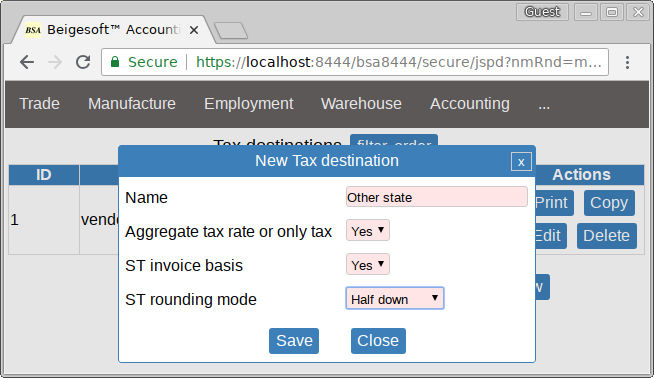 Guest
BSA Beigesoft™ Accounti
Secure https://localhost:8444/bsa8444/secure/jspd?nmRnd=m...
Trade Manufacture Employment Warehouse Accounting ...
Tax destinations filter-order
New Tax destination x
ID Actions
Name Other state
Print Copy
1 vende
Aggregate tax rate or only tax Yes
Edit Delete
ST invoice basis Yes
w
ST rounding mode Half down
Save Close